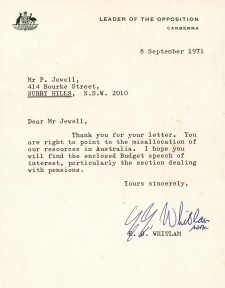 LEADER OF THE OPPOSITION
CANBERRA
8 September 1971
Mr P. Jewell,
414 Bourke Street,
SURRY HILLS, N.S.W. 2010
Dear Mr Jewell,
Thank you for your letter. You
are right to point to the misallocation of
our resources in Australia. I hope you
will find the enclosed Budget speech of
interest, particularly the section dealing
with pensions.
Yours sincerely,
E. G. Whitlam
E. G. WHITLAM